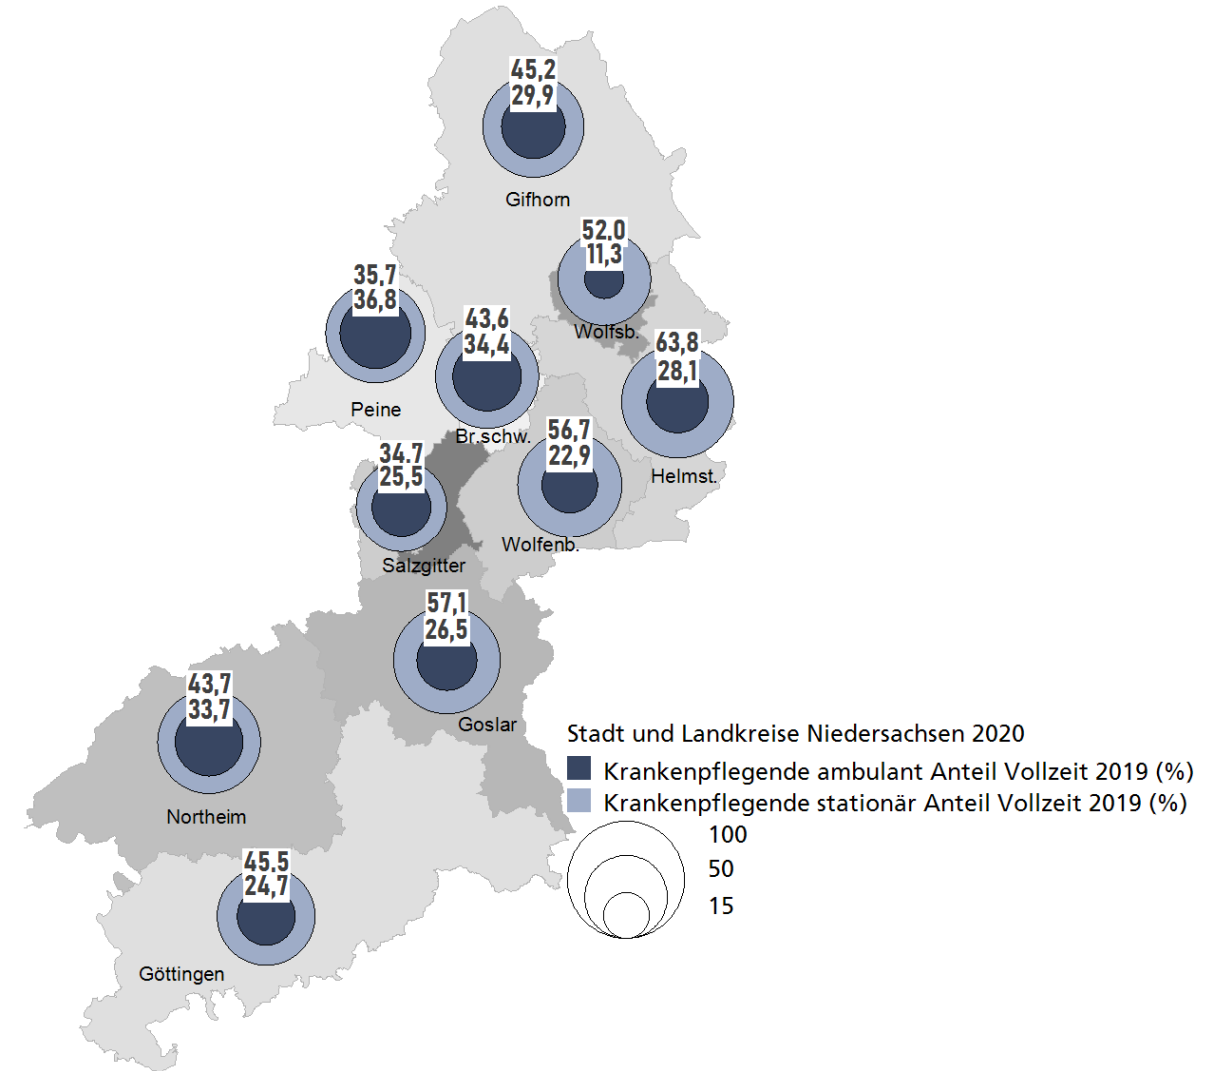 45,2
29,9
Gifhorn
52,0
11,3
Wolfsb.
35,7
36,8
Peine
43,6
34,4
Br.schw.
63,8
28,1
Helmst.
34.7
25,5
Salzgitter
56,7
22,9
Wolfenb.
57,1
26,5
Goslar
43,7
33,7
Northeim
45.5
24,7
Göttingen
Stadt und Landkreise Niedersachsen 2020
Krankenpflegende ambulant Anteil Vollzeit 2019 (%)
Krankenpflegende stationär Anteil Vollzeit 2019 (%)
100
50
15